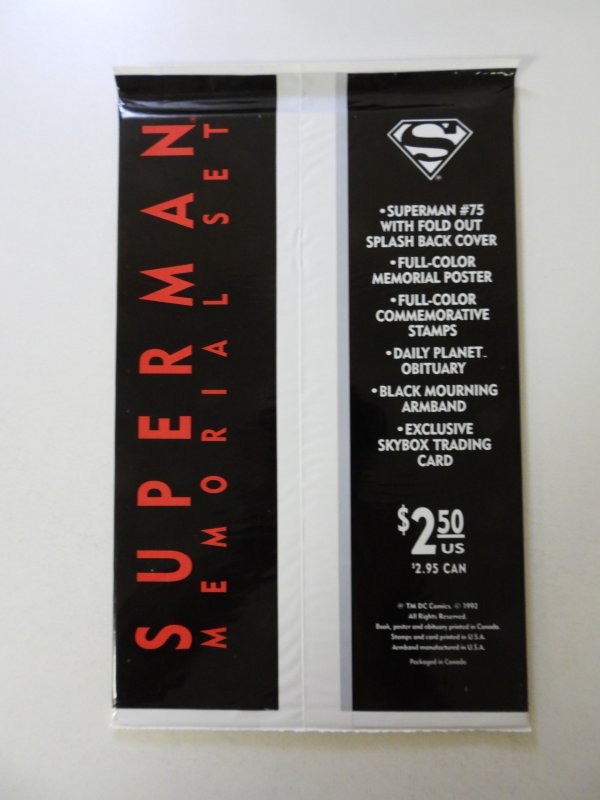 SUPERMAN®
MEMORIAL SET
S
•SUPERMAN #75
WITH FOLD OUT
SPLASH BACK COVER
•FULL-COLOR
MEMORIAL POSTER
•FULL-COLOR
COMMEMORATIVE
STAMPS
•DAILY PLANET™
OBITUARY
•BLACK MOURNING
ARMBAND
•EXCLUSIVE
SKYBOX TRADING
CARD
$2.50
US
$2.95 CAN
TM DC Comics. © 1992
All Rights Reserved.
Book, poster and obituary printed in Canada.
Stamps and card printed in U.S.A.
Armband manufactured in U.S.A.
Packaged in Canada